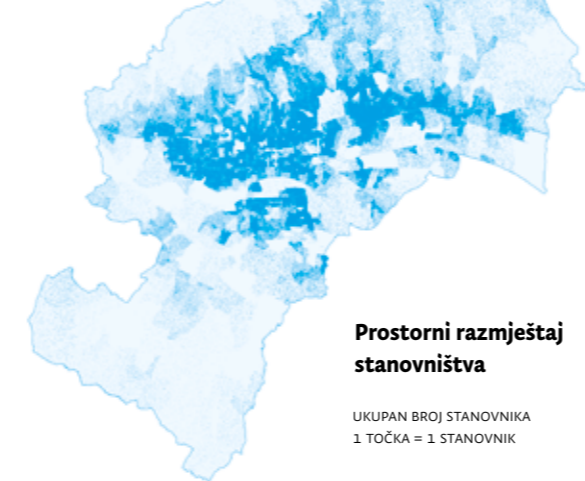 Prostorni razmještaj
stanovništva
UKUPAN BROJ STANOVNIKA
1 TOČKA = 1 STANOVNIK